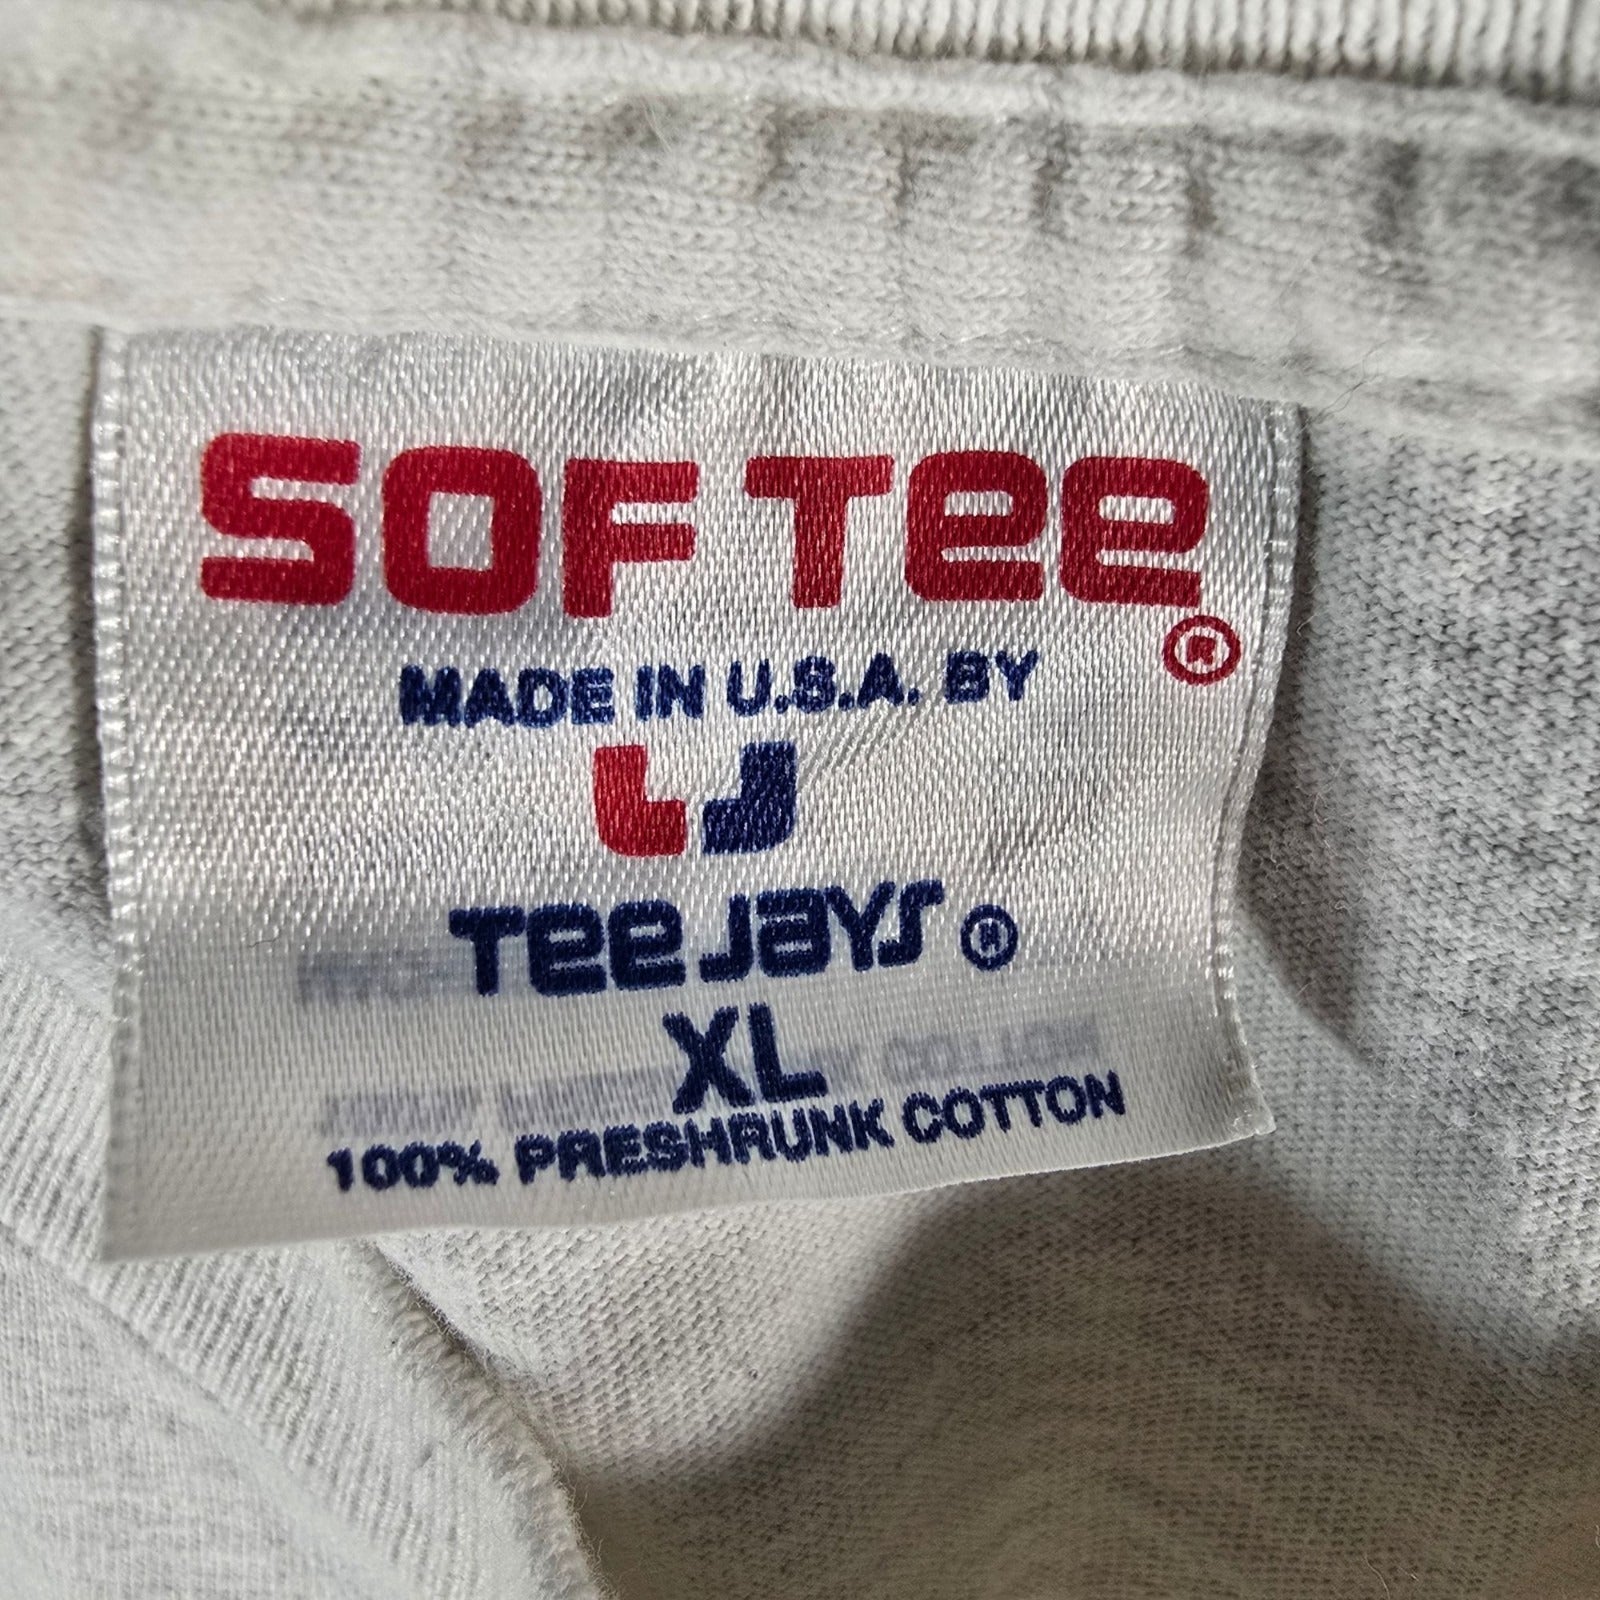 SOF TEE ®
MADE IN U.S.A. BY
TEE JAYS ®
XL
100% PRESHRUNK COTTON